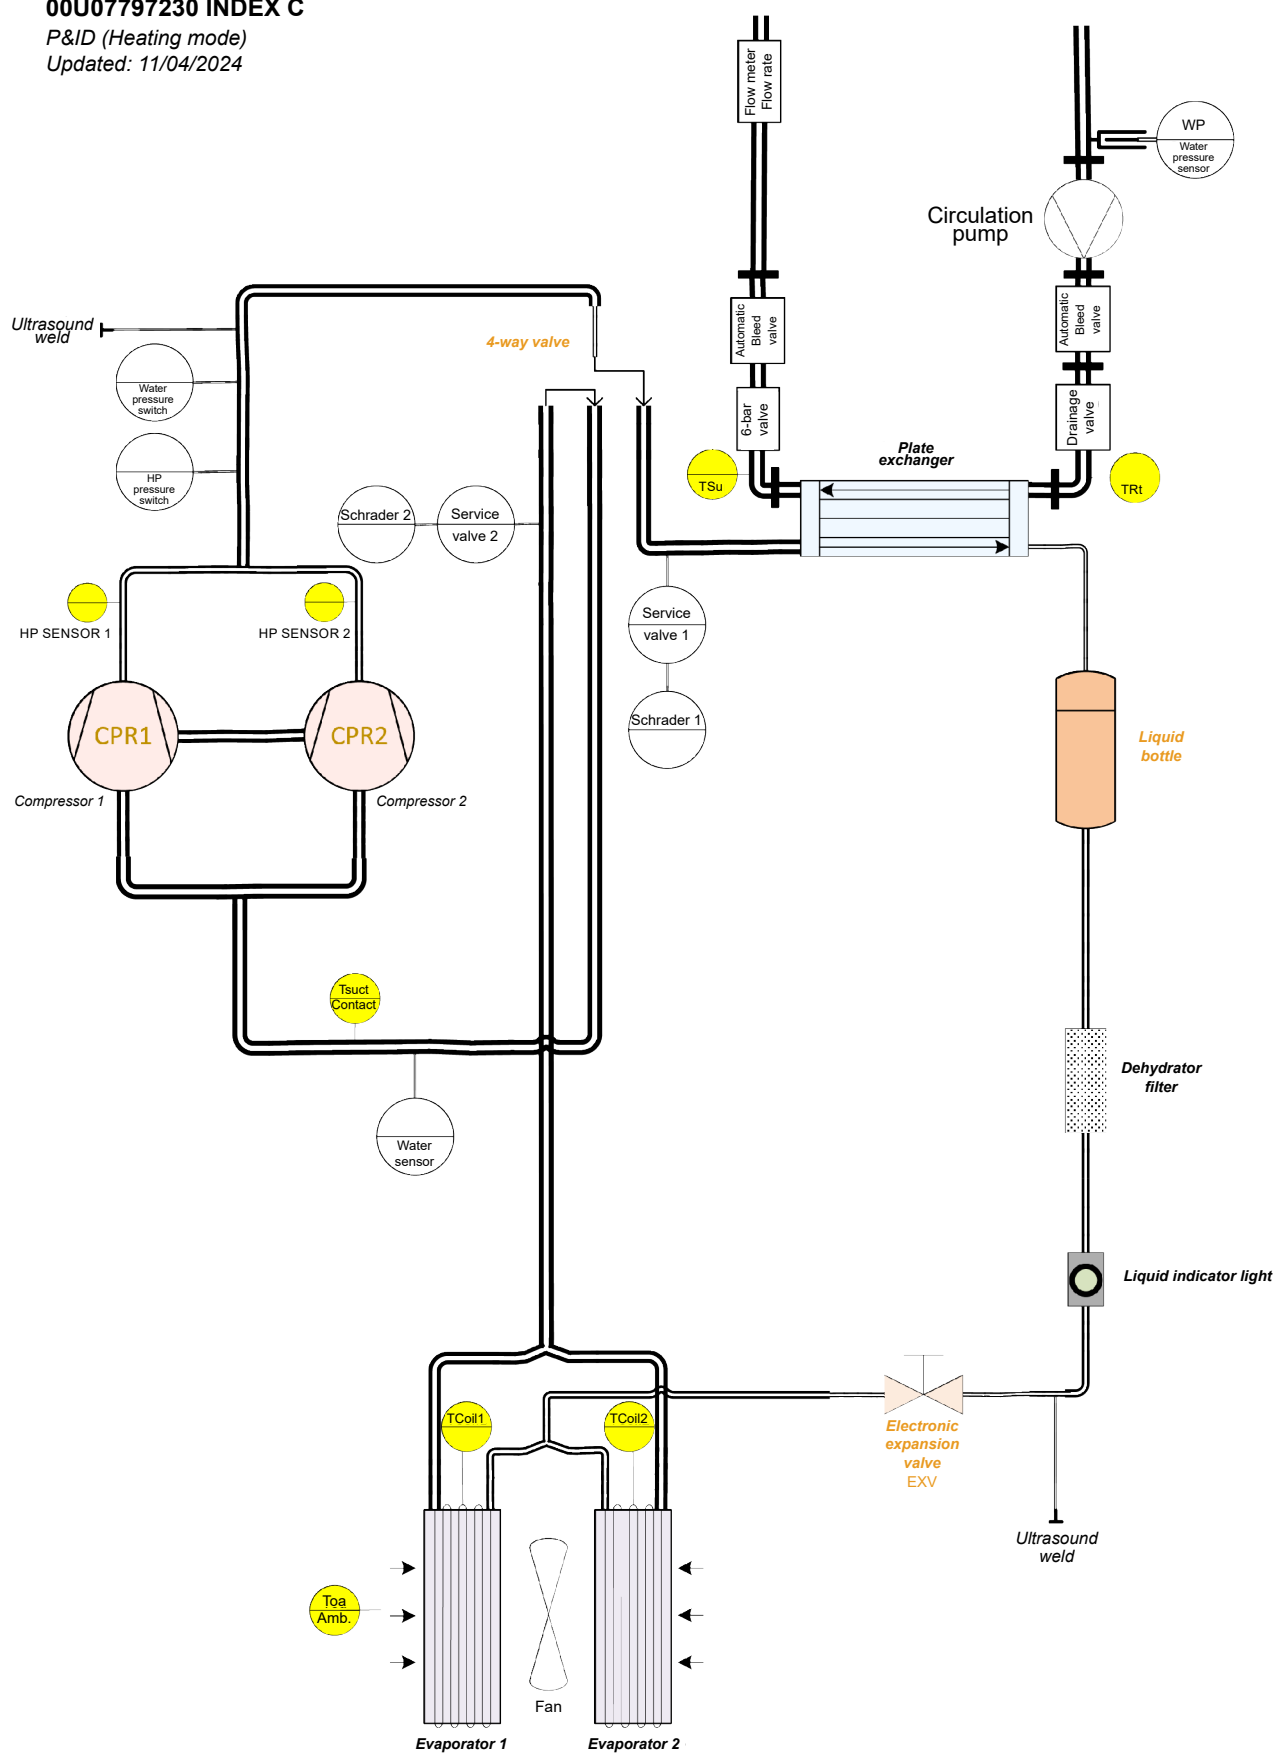 00U07797230 INDEX C
P&ID (Heating mode)
Updated: 11/04/2024
Flow meter
Flow rate
WP
Water
pressure
sensor
Circulation
pump
Automatic
Bleed
valve
Automatic
Bleed
valve
Ultrasound
weld
4-way valve
Water
pressure
switch
6-bar
valve
Drainage
valve
Plate
exchanger
HP
pressure
switch
TSu
TRt
Schrader 2
Service
valve 2
HP SENSOR 1
HP SENSOR 2
Service
valve 1
Schrader 1
CPR1
CPR2
Liquid
bottle
Compressor 1
Compressor 2
Tsuct
Contact
Dehydrator
filter
Water
sensor
Liquid indicator light
TCoil1
TCoil2
Electronic
expansion
valve
EXV
Ultrasound
weld
Toa
Amb.
Fan
Evaporator 1
Evaporator 2